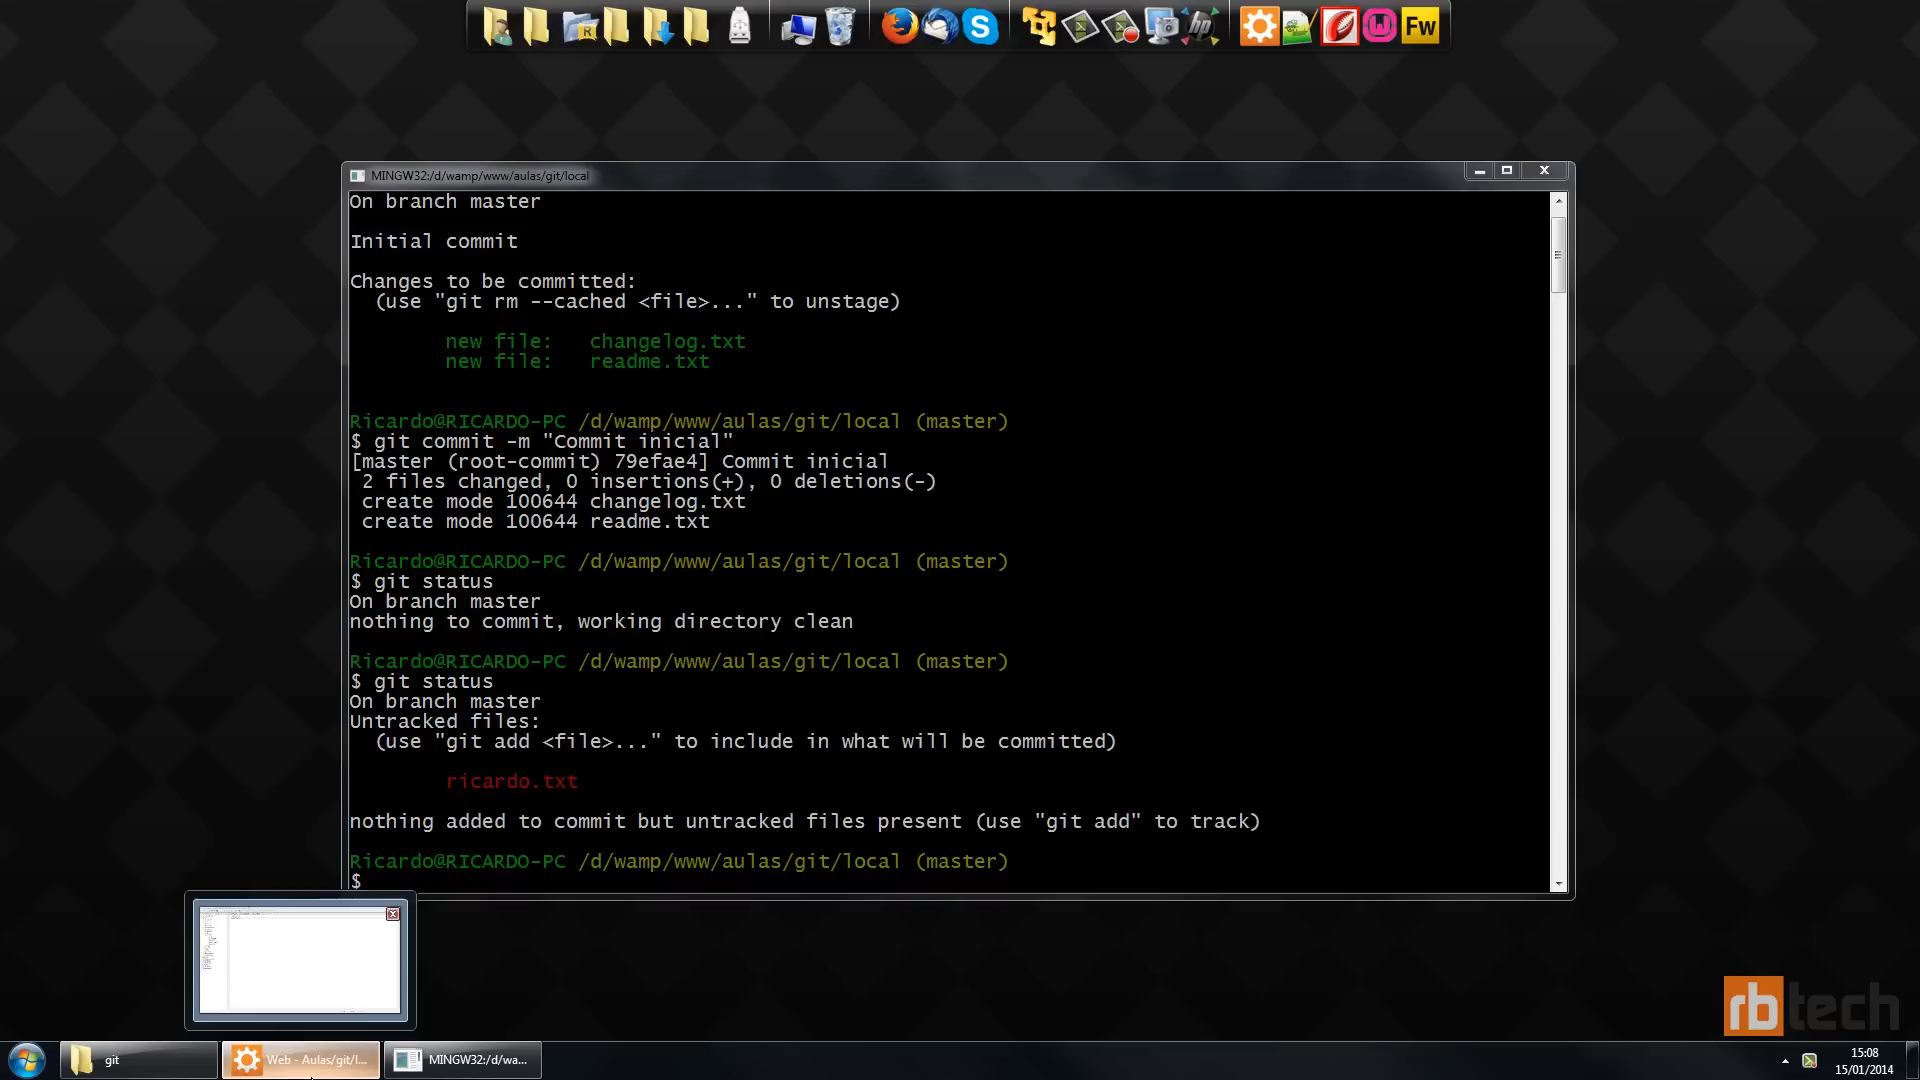 Fw
MINGW32:/d/wamp/www/aulas/git/local
On branch master
Initial commit
Changes to be committed:
(use "git rm --cached <file>..." to unstage)
new file:   changelog.txt
new file:   readme.txt
Ricardo@RICARDO-PC /d/wamp/www/aulas/git/local (master)
$ git commit -m "Commit inicial"
[master (root-commit) 79efae4] Commit inicial
2 files changed, 0 insertions(+), 0 deletions(-)
create mode 100644 changelog.txt
create mode 100644 readme.txt
Ricardo@RICARDO-PC /d/wamp/www/aulas/git/local (master)
$ git status
On branch master
nothing to commit, working directory clean
Ricardo@RICARDO-PC /d/wamp/www/aulas/git/local (master)
$ git status
On branch master
Untracked files:
(use "git add <file>..." to include in what will be committed)
ricardo.txt
nothing added to commit but untracked files present (use "git add" to track)
Ricardo@RICARDO-PC /d/wamp/www/aulas/git/local (master)
$
rbtech
git
Web - Aulas/git/l...
MINGW32:/d/wa...
15:08
15/01/2014